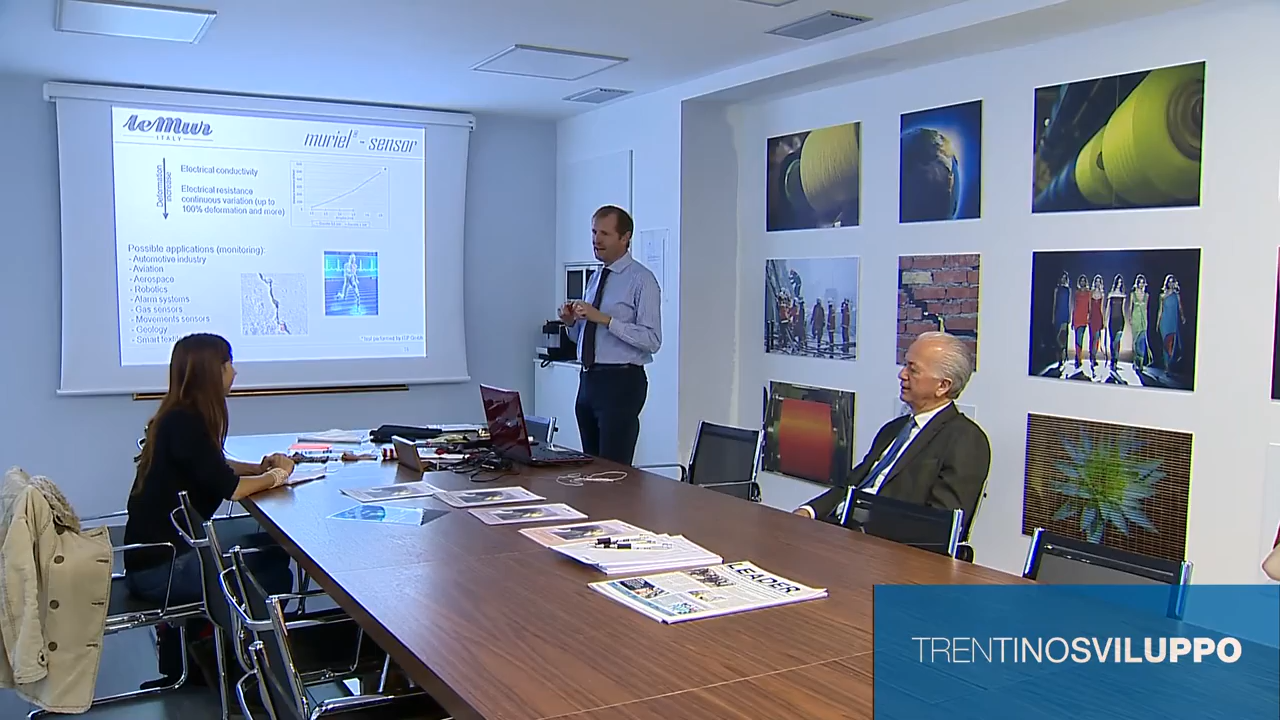 leMur
ITALY
muriel® - sensor
Deformation
increase
Electrical conductivity
Electrical resistance
continuous variation (up to
100% deformation and more)
Possible applications (monitoring):
- Automotive industry
- Aviation
- Aerospace
- Robotics
- Alarm systems
- Gas sensors
- Movements sensors
- Geology
- Smart
LEADER
TRENTINOSVILUPPO